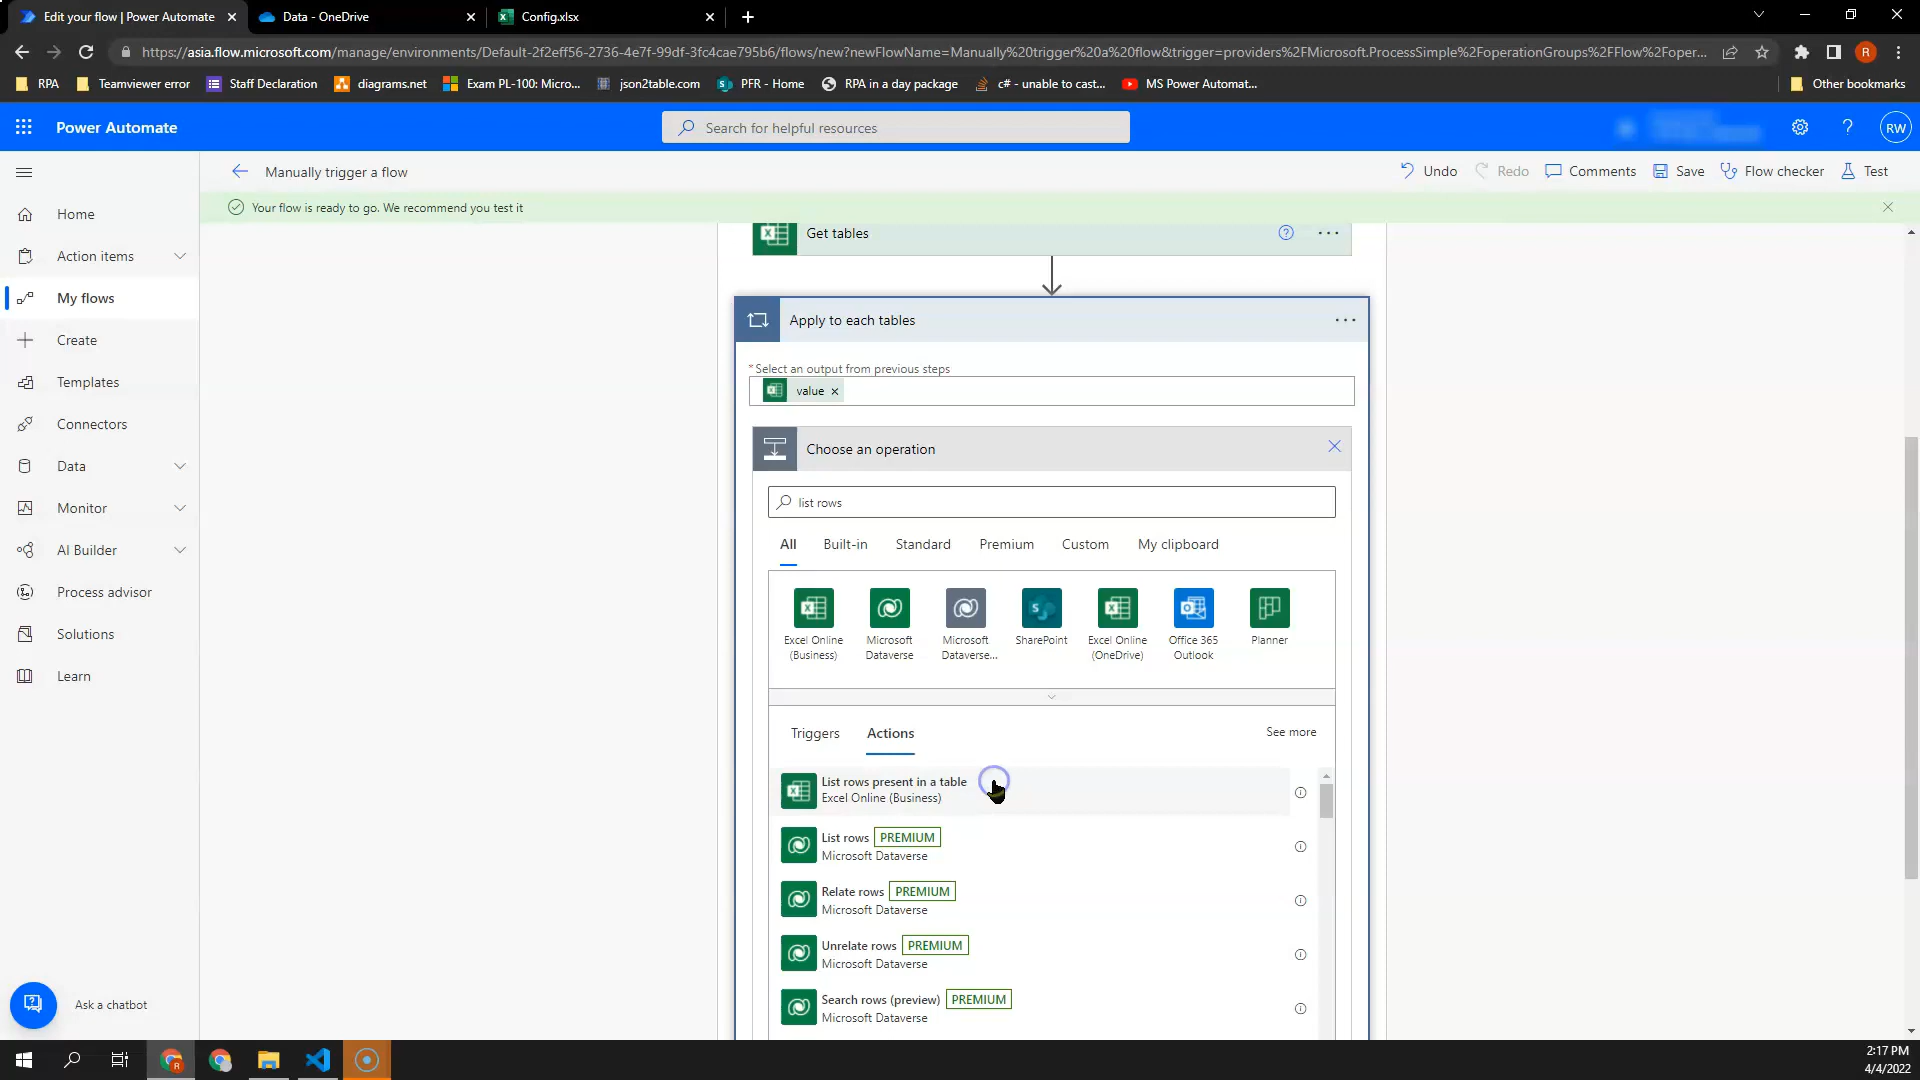 Edit your flow | Power Automate
Data - OneDrive
Config.xlsx
https://asia.flow.microsoft.com/manage/environments/Default-2f2eff56-2736-4e7f-99df-3fc4cae795b6/flows/new?newFlowName=Manually%20trigger%20a%20flow&trigger=providers%2FMicrosoft.ProcessSimple%2FoperationGroups%2FFlow%2Foper...
R
RPA
Teamviewer error
Staff Declaration
diagrams.net
Exam PL-100: Micro...
json2table.com
PFR - Home
RPA in a day package
c# - unable to cast...
MS Power Automat...
Other bookmarks
Power Automate
Search for helpful resources
RW
Manually trigger a flow
Undo
Redo
Comments
Save
Flow checker
Test
Your flow is ready to go. We recommend you test it
Home
Action items
My flows
Create
Templates
Connectors
Data
Monitor
AI Builder
Process advisor
Solutions
Learn
Ask a chatbot
Get tables
Apply to each tables
*Select an output from previous steps
value
Choose an operation
list rows
All
Built-in
Standard
Premium
Custom
My clipboard
Excel Online
(Business)
Microsoft
Dataverse
Microsoft
Dataverse...
SharePoint
Excel Online
(OneDrive)
Office 365
Outlook
Planner
Triggers
Actions
See more
List rows present in a table
Excel Online (Business)
List rows PREMIUM
Microsoft Dataverse
Relate rows PREMIUM
Microsoft Dataverse
Unrelate rows PREMIUM
Microsoft Dataverse
Search rows (preview) PREMIUM
Microsoft Dataverse
2:17 PM
4/4/2022